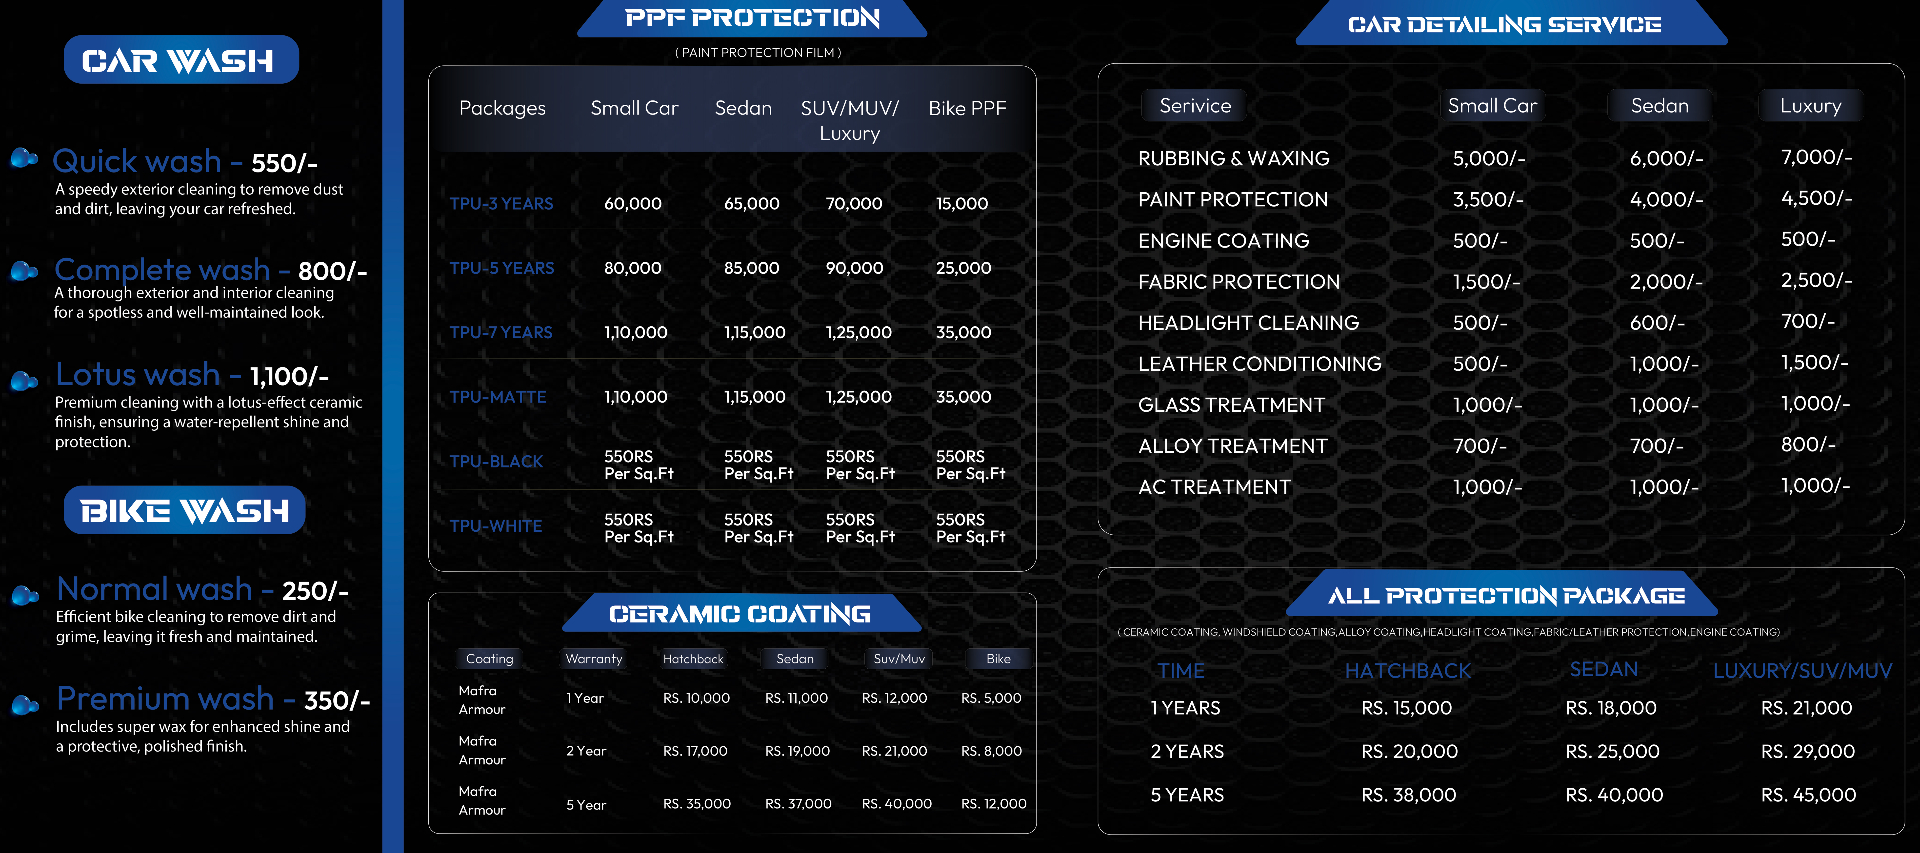 CAR WASH
Quick wash - 550/-
A speedy exterior cleaning to remove dust
and dirt, leaving your car refreshed.
Complete wash - 800/-
A thorough exterior and interior cleaning
for a spotless and well-maintained look.
Lotus wash - 1,100/-
Premium cleaning with a lotus-effect ceramic
finish, ensuring a water-repellent shine and
protection.
BIKE WASH
Normal wash - 250/-
Efficient bike cleaning to remove dirt and
grime, leaving it fresh and maintained.
Premium wash - 350/-
Includes super wax for enhanced shine and
a protective, polished finish.
PPF PROTECTION
( PAINT PROTECTION FILM )
Packages Small Car Sedan SUV/MUV/ Bike PPF
Luxury
TPU-3 YEARS 60,000 65,000 70,000 15,000
TPU-5 YEARS 80,000 85,000 90,000 25,000
TPU-7 YEARS 1,10,000 1,15,000 1,25,000 35,000
TPU-MATTE 1,10,000 1,15,000 1,25,000 35,000
TPU-BLACK 550RS 550RS 550RS 550RS
Per Sq.Ft Per Sq.Ft Per Sq.Ft Per Sq.Ft
TPU-WHITE 550RS 550RS 550RS 550RS
Per Sq.Ft Per Sq.Ft Per Sq.Ft Per Sq.Ft
CERAMIC COATING
Coating Warranty Hatchback Sedan Suv/Muv Bike
Mafra
Armour 1 Year RS. 10,000 RS. 11,000 RS. 12,000 RS. 5,000
Mafra
Armour 2 Year RS. 17,000 RS. 19,000 RS. 21,000 RS. 8,000
Mafra
Armour 5 Year RS. 35,000 RS. 37,000 RS. 40,000 RS. 12,000
CAR DETAILING SERVICE
Serivice Small Car Sedan Luxury
RUBBING & WAXING 5,000/- 6,000/- 7,000/-
PAINT PROTECTION 3,500/- 4,000/- 4,500/-
ENGINE COATING 500/- 500/- 500/-
FABRIC PROTECTION 1,500/- 2,000/- 2,500/-
HEADLIGHT CLEANING 500/- 600/- 700/-
LEATHER CONDITIONING 500/- 1,000/- 1,500/-
GLASS TREATMENT 1,000/- 1,000/- 1,000/-
ALLOY TREATMENT 700/- 700/- 800/-
AC TREATMENT 1,000/- 1,000/- 1,000/-
ALL PROTECTION PACKAGE
( CERAMIC COATING, WINDSHIELD COATING,ALLOY COATING,HEADLIGHT COATING,FABRIC/LEATHER PROTECTION,ENGINE COATING)
TIME HATCHBACK SEDAN LUXURY/SUV/MUV
1 YEARS RS. 15,000 RS. 18,000 RS. 21,000
2 YEARS RS. 20,000 RS. 25,000 RS. 29,000
5 YEARS RS. 38,000 RS. 40,000 RS. 45,000